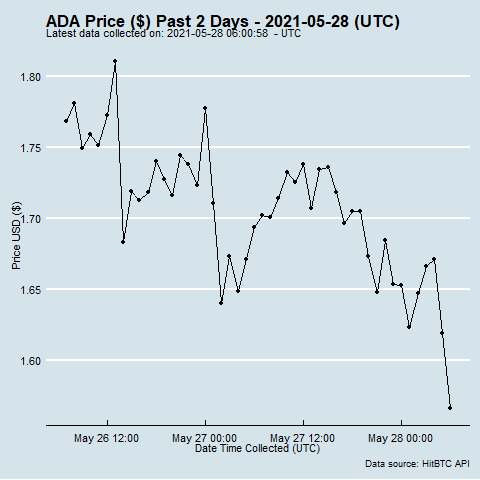 ADA Price ($) Past 2 Days - 2021-05-28 (UTC)
Latest data collected on: 2021-05-28 06:00:58 - UTC
1.80
1.75
1.70
1.65
1.60
Price USD ($)
May 26 12:00 May 27 00:00 May 27 12:00 May 28 00:00
Date Time Collected (UTC)
Data source: HitBTC API